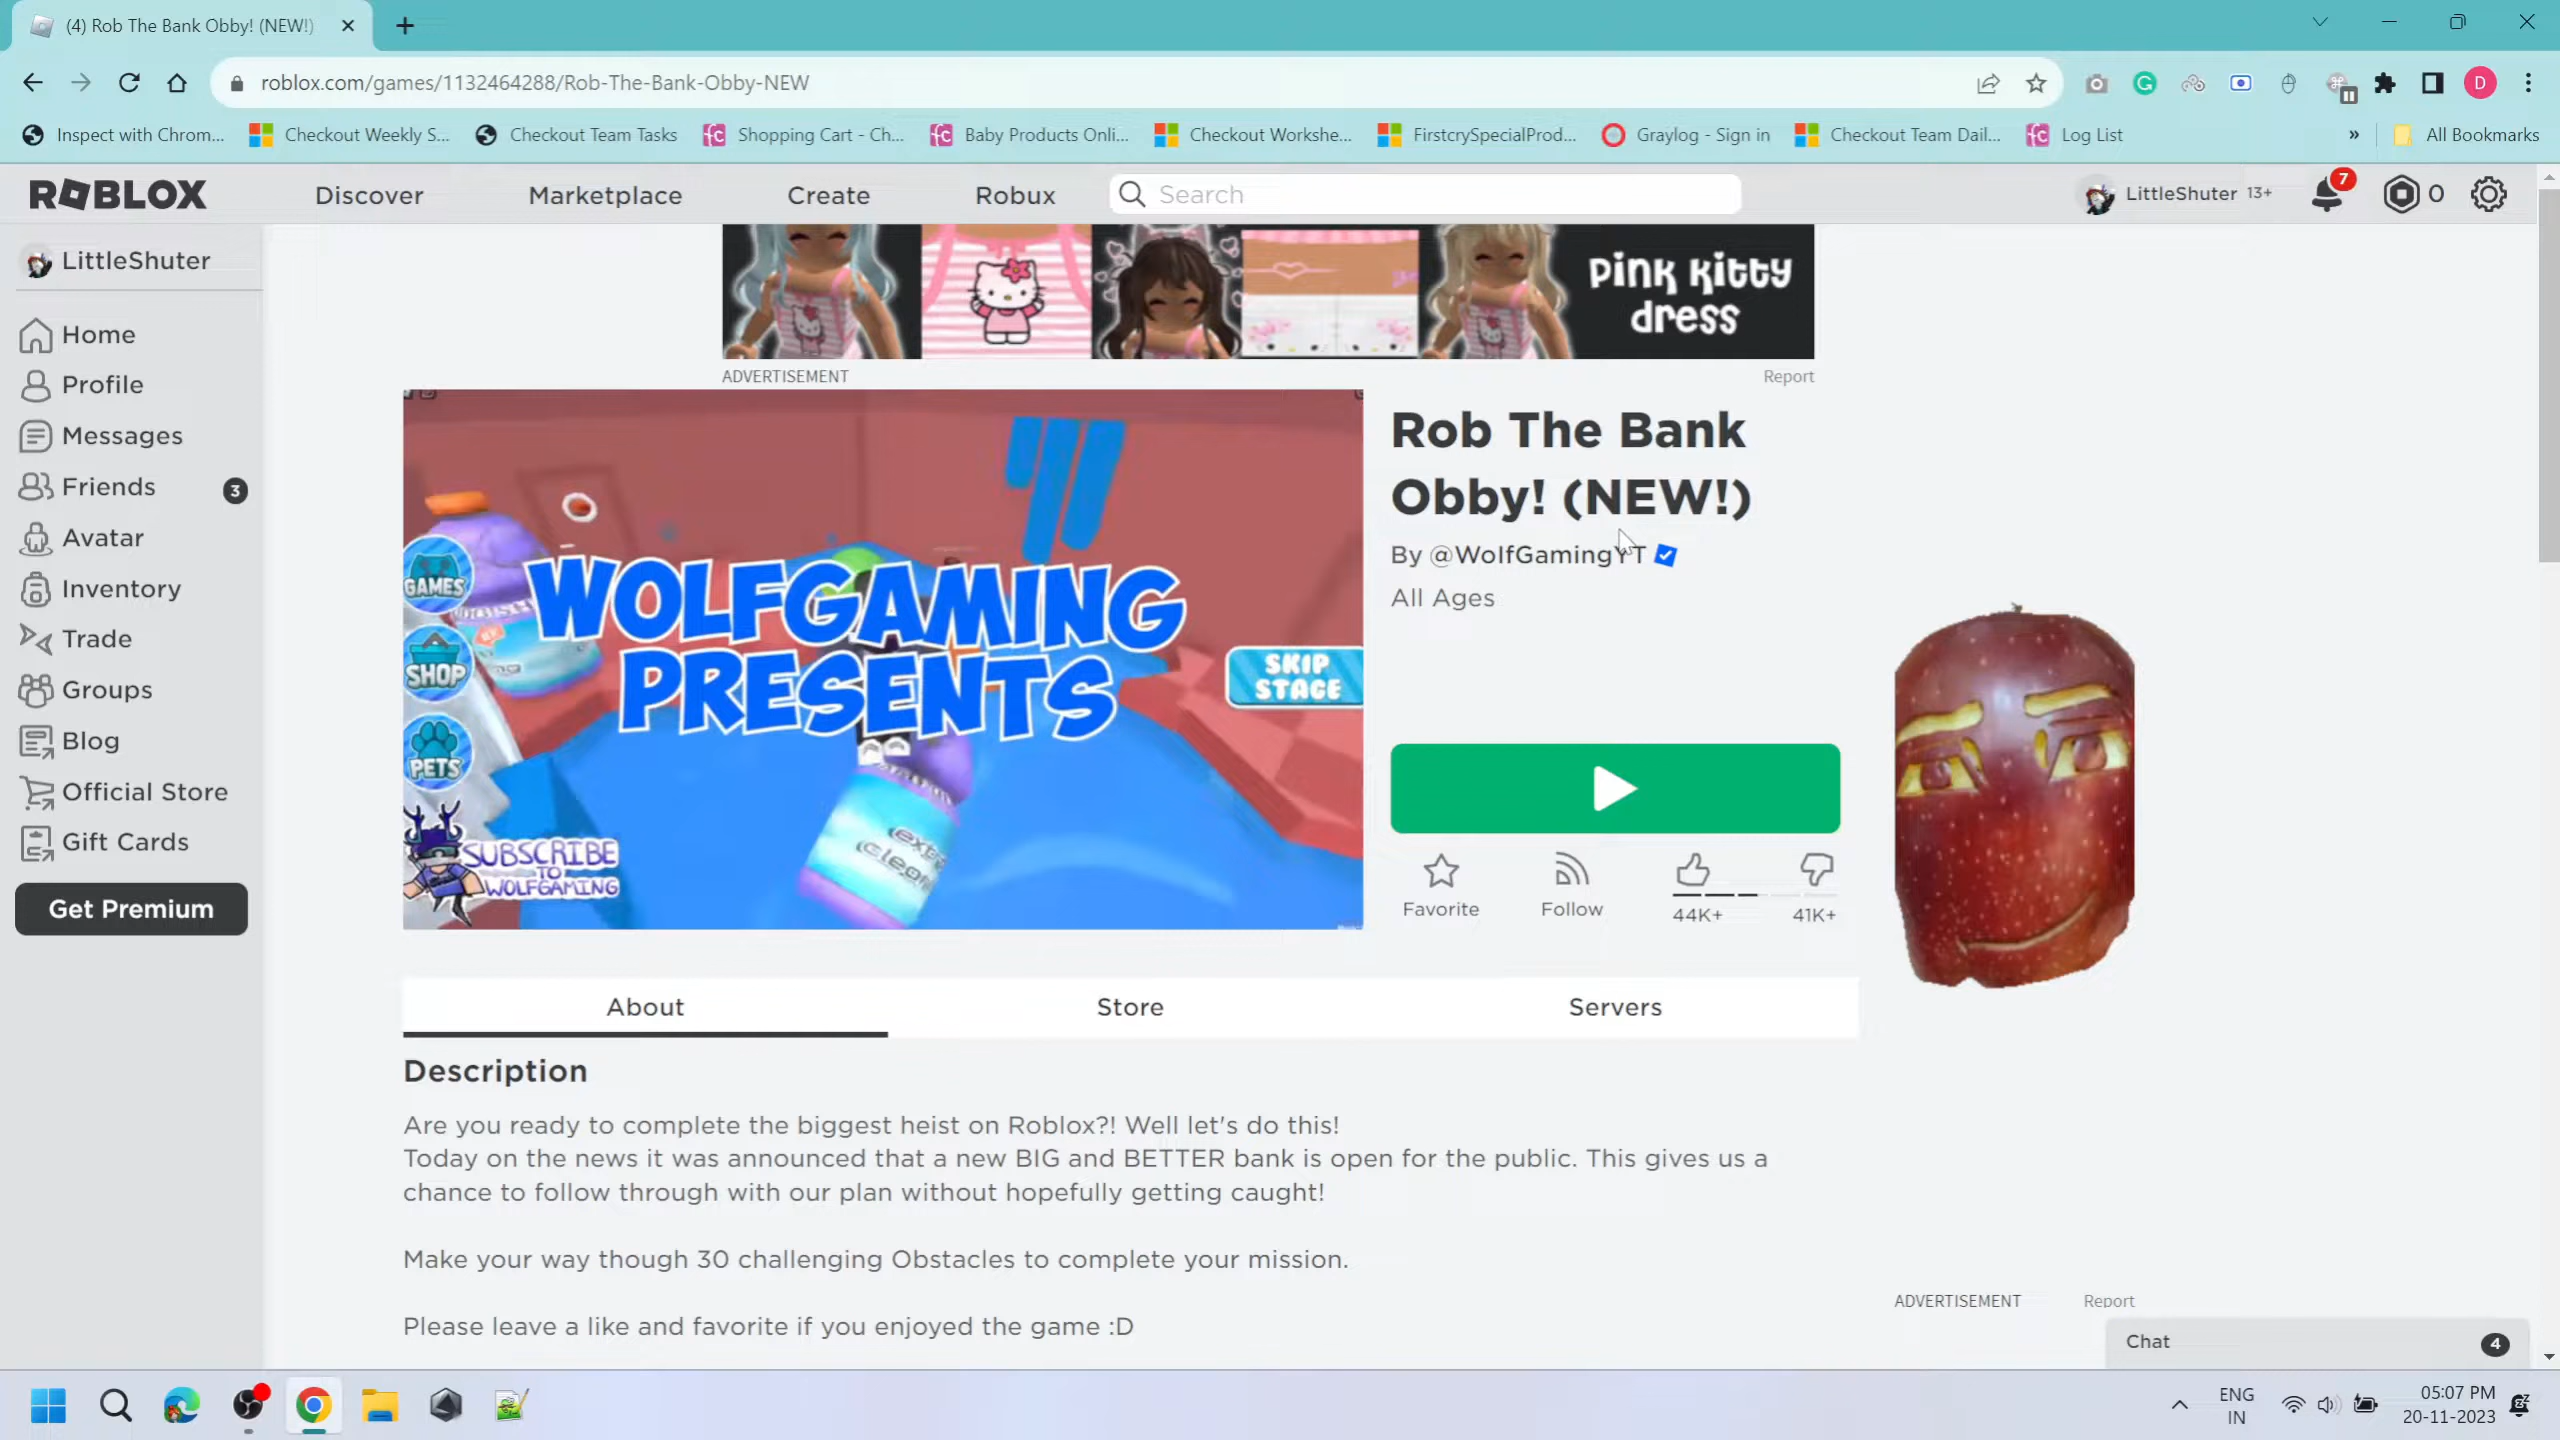 (4) Rob The Bank Obby! (NEW!)
roblox.com/games/1132464288/Rob-The-Bank-Obby-NEW
D
Inspect with Chrom... Checkout Weekly S... Checkout Team Tasks Shopping Cart - Ch... Baby Products Onli... Checkout Workshe... FirstcrySpecialProd... Graylog - Sign in Checkout Team Dail... Log List » All Bookmarks
ROBLOX Discover Marketplace Create Robux Search LittleShuter 13+ 7 0
LittleShuter
Home
Profile
Messages
Friends 3
Avatar
Inventory
Trade
Groups
Blog
Official Store
Gift Cards
Get Premium
Pink Kitty
dress
ADVERTISEMENT Report
GAMES
SHOP
PETS
WOLFGAMING
PRESENTS
SKIP
STAGE
extra
clean
SUBSCRIBE
TO
WOLFGAMING
Rob The Bank
Obby! (NEW!)
By @WolfGamingYT
All Ages
Favorite Follow 44K+ 41K+
About Store Servers
Description
Are you ready to complete the biggest heist on Roblox?! Well let's do this!
Today on the news it was announced that a new BIG and BETTER bank is open for the public. This gives us a
chance to follow through with our plan without hopefully getting caught!
Make your way though 30 challenging Obstacles to complete your mission.
Please leave a like and favorite if you enjoyed the game :D
ADVERTISEMENT Report
Chat 4
ENG
IN
05:07 PM
20-11-2023